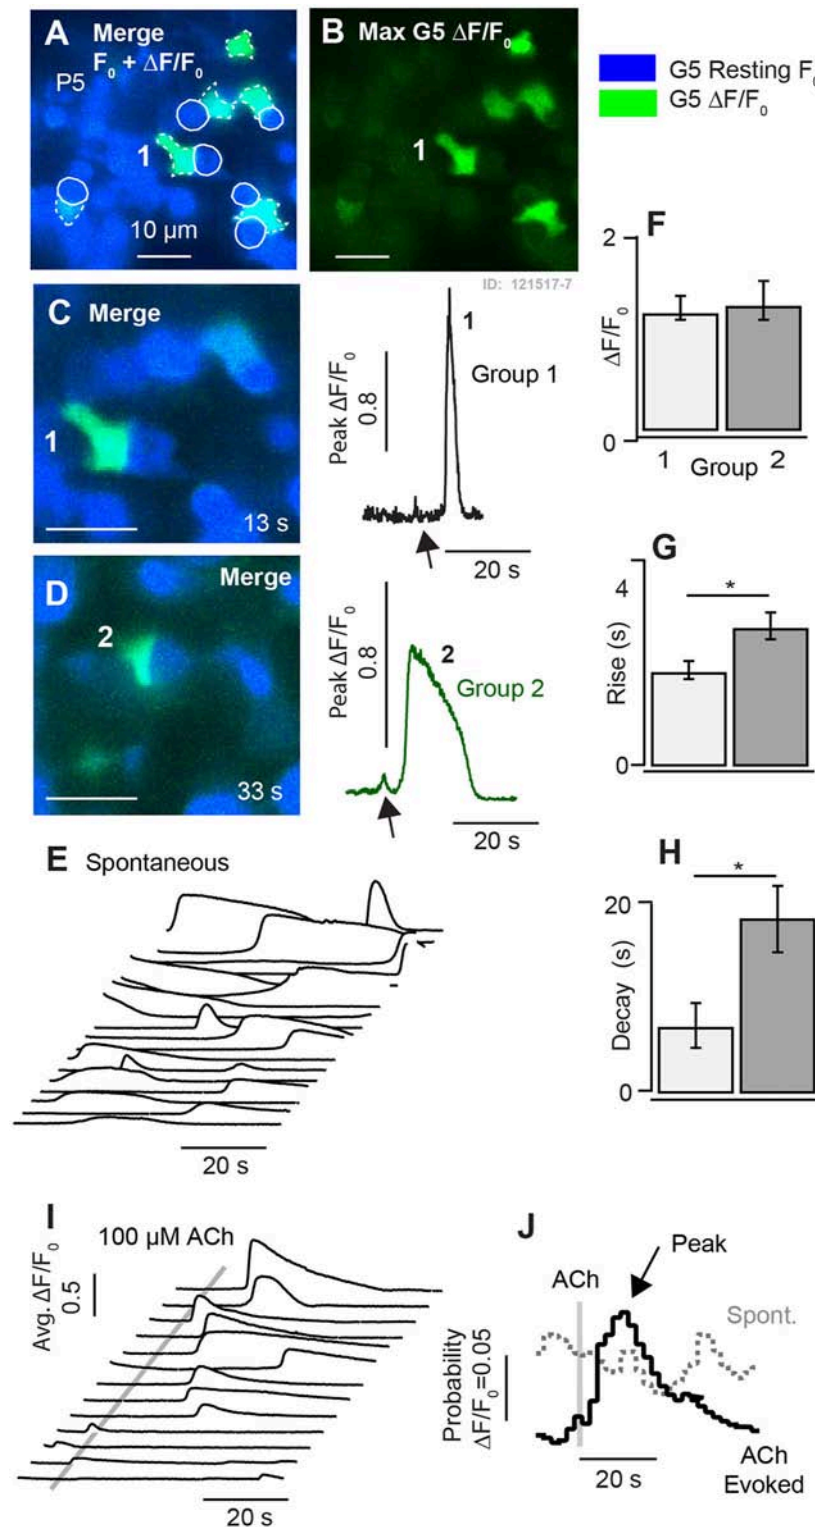 A Merge
F₀ + ΔF/F₀
P5
1
10 µm
B Max G5 ΔF/F₀
1
G5 Resting F₀
G5 ΔF/F₀
ID: 121517-7
C Merge
1
13 s
Peak ΔF/F₀
0.8
1
Group 1
20 s
D Merge
2
33 s
Peak ΔF/F₀
0.8
2
Group 2
20 s
E Spontaneous
20 s
F
ΔF/F₀
2
0
1 Group 2
G
Rise (s)
4
0
*
H
Decay (s)
20
0
*
I
100 µM ACh
Avg. ΔF/F₀
0.5
20 s
J
Peak
ACh
Spont.
Probability
ΔF/F₀=0.05
20 s
ACh
Evoked